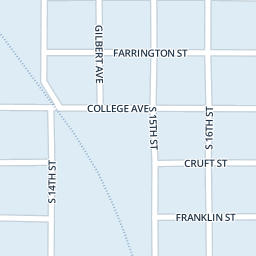 GILBERT AVE
FARRINGTON ST
COLLEGE AVE
S 15TH ST
S 16TH ST
S 14TH ST
CRUFT ST
FRANKLIN ST